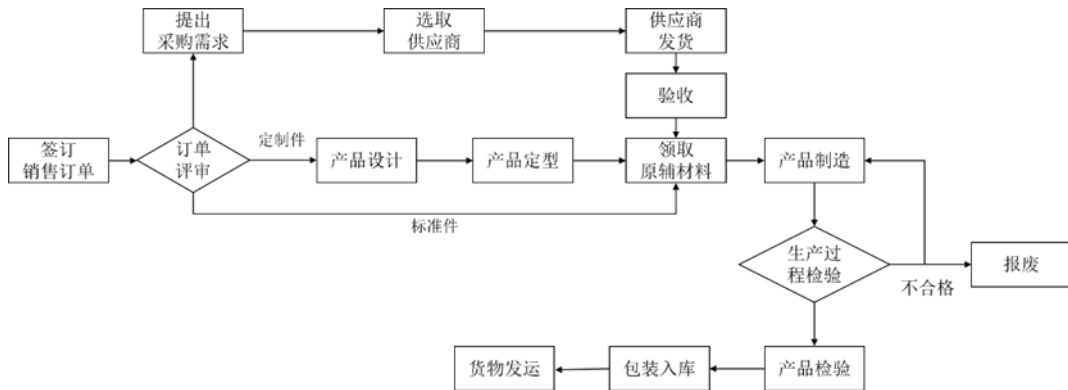 提出
采购需求
选取
供应商
供应商
发货
验收
签订
销售订单
订单
评审
定制件
产品设计
产品定型
领取
原辅材料
产品制造
标准件
生产过
程检验
不合格
报废
货物发运
包装入库
产品检验